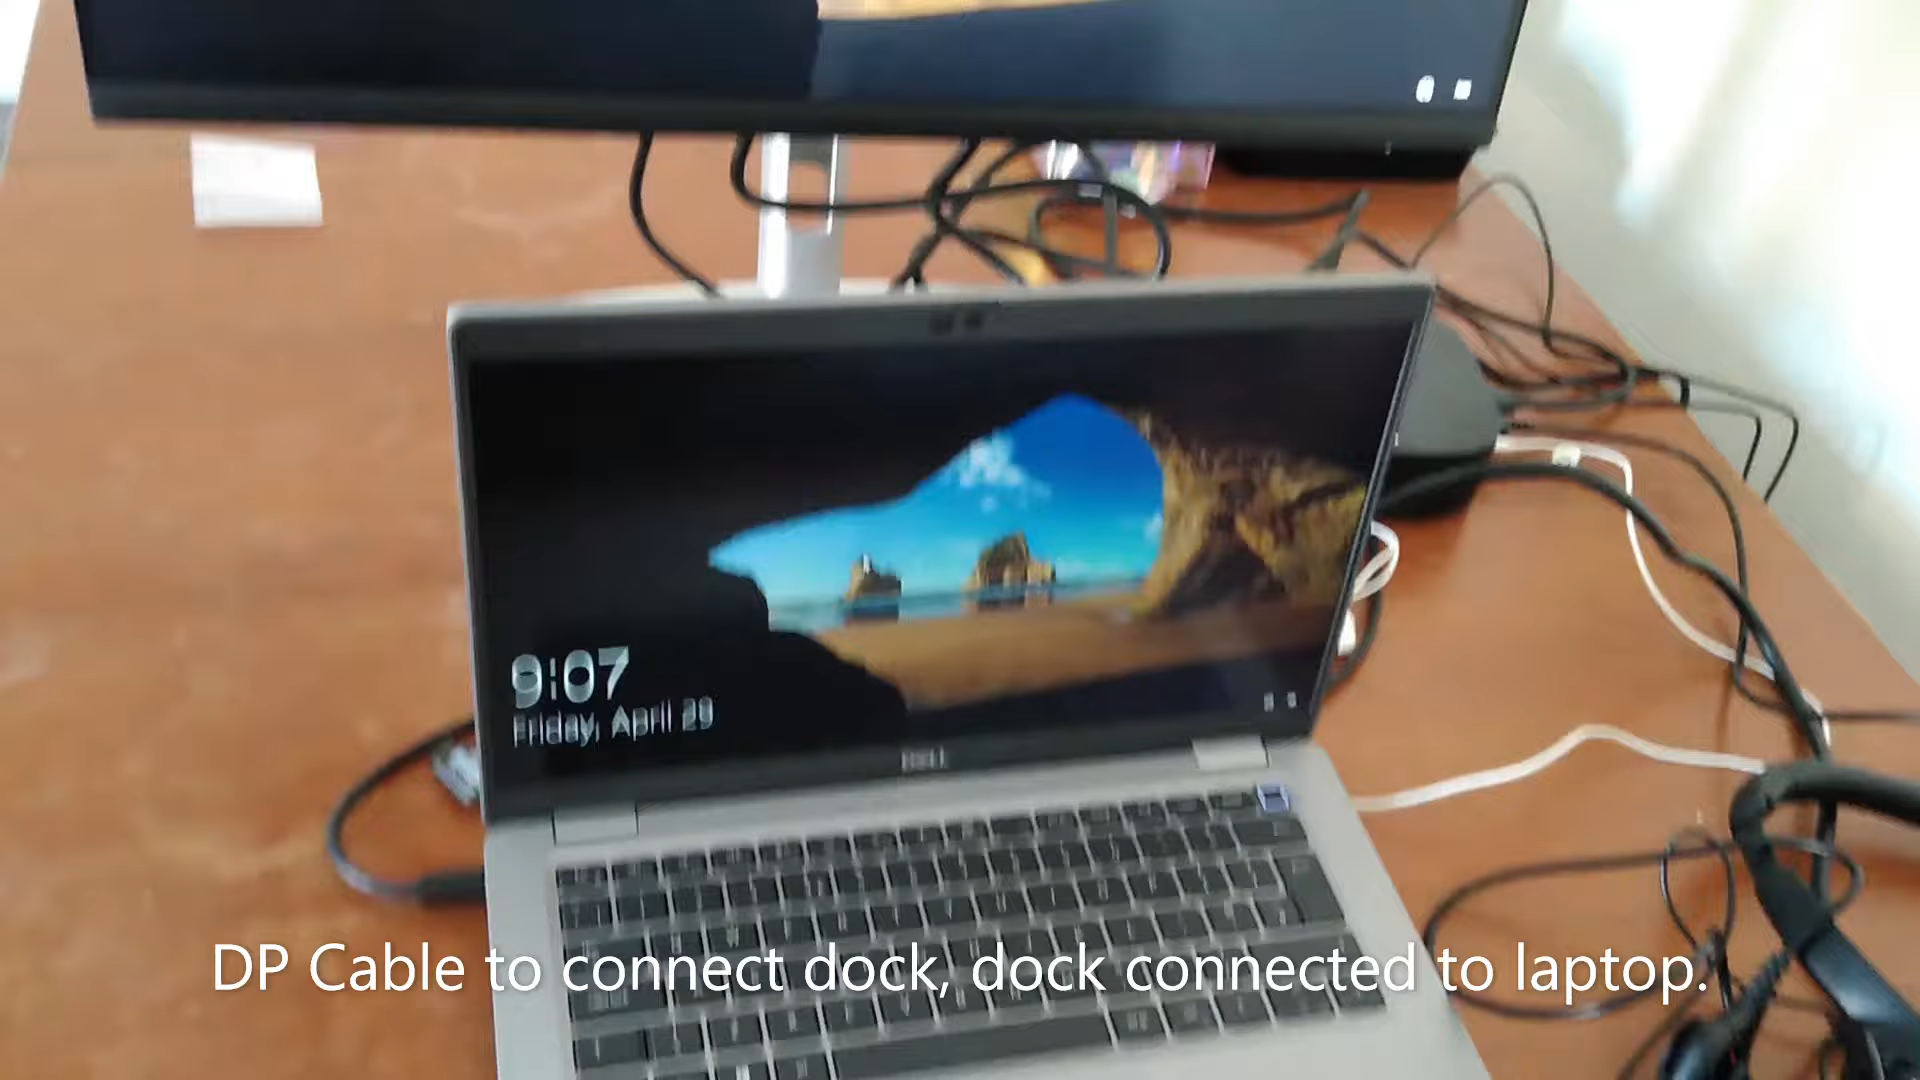 9:07
Friday, April 29
DELL
DP Cable to connect dock, dock connected to laptop.